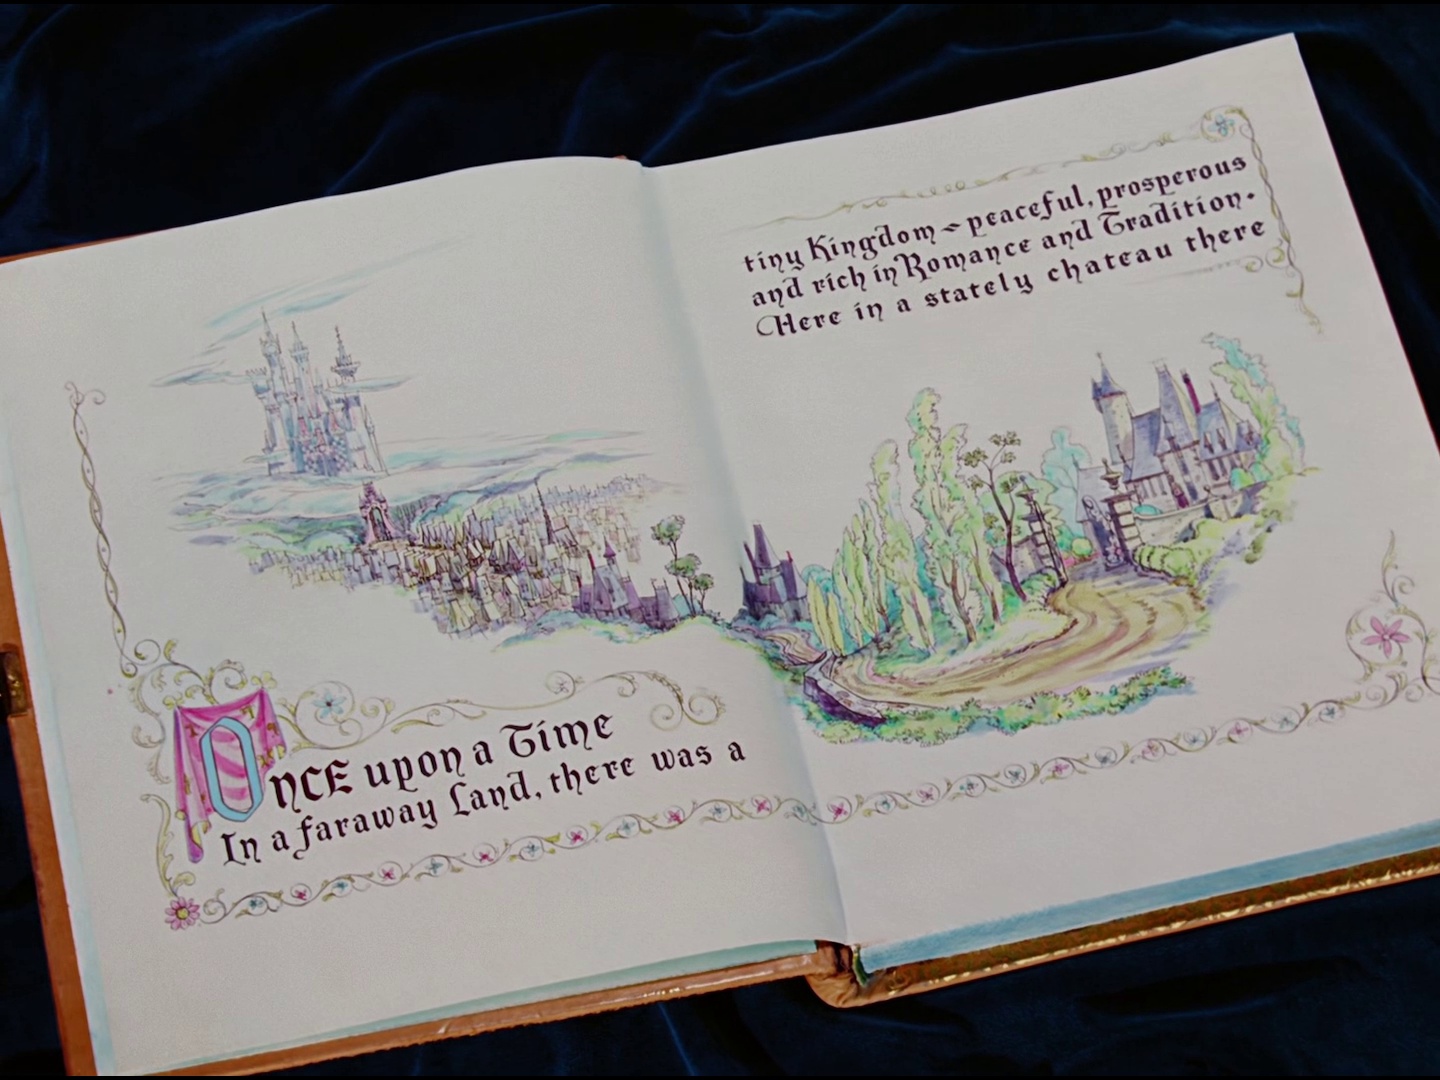 ONCE upon a Time
In a faraway Land, there was a
tiny Kingdom - peaceful, prosperous
and rich in Romance and Tradition.
Here in a stately chateau there